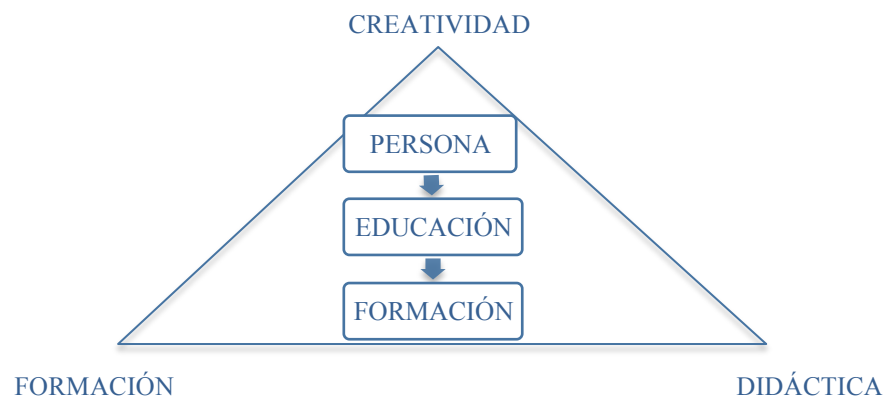 CREATIVIDAD
PERSONA
EDUCACIÓN
FORMACIÓN
FORMACIÓN
DIDÁCTICA